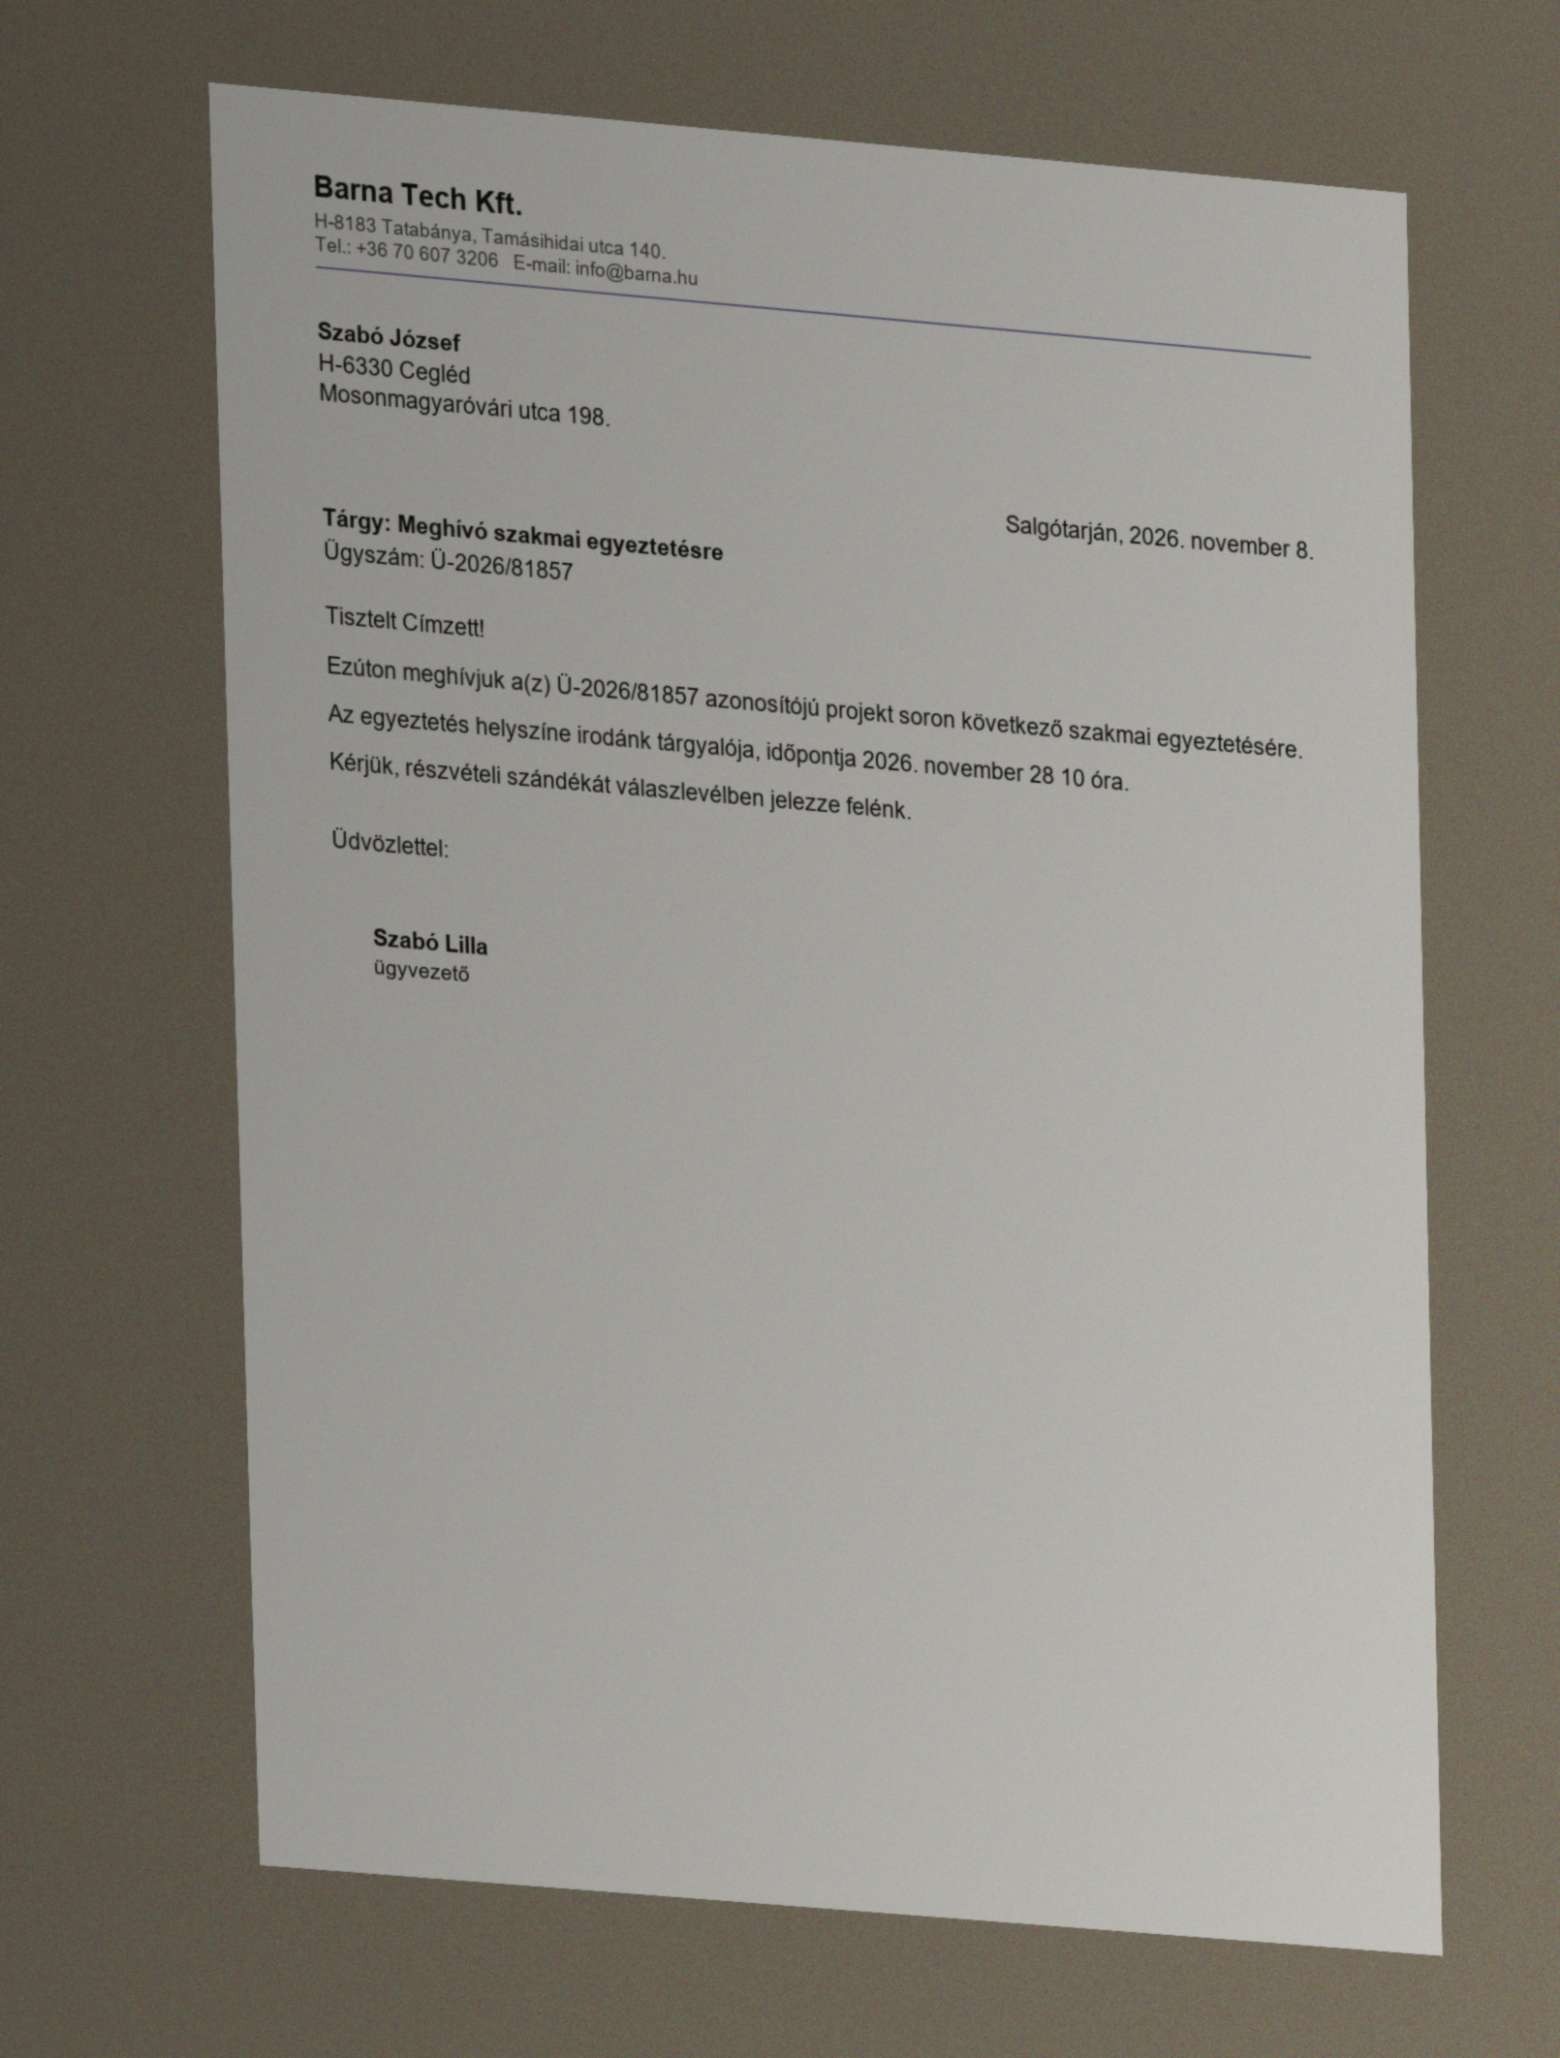 Barna Tech Kft.
H-8183 Tatabánya, Tamásihidai utca 140.
Tel.: +36 70 607 3206   E-mail: info@barna.hu
Szabó József
H-6330 Cegléd
Mosonmagyaróvári utca 198.
Salgótarján, 2026. november 8.
Tárgy: Meghívó szakmai egyeztetésre
Ügyszám: Ü-2026/81857
Tisztelt Címzett!
Ezúton meghívjuk a(z) Ü-2026/81857 azonosítójú projekt soron következő szakmai egyeztetésére.
Az egyeztetés helyszíne irodánk tárgyalója, időpontja 2026. november 28 10 óra.
Kérjük, részvételi szándékát válaszlevélben jelezze felénk.
Üdvözlettel:
Szabó Lilla
ügyvezető